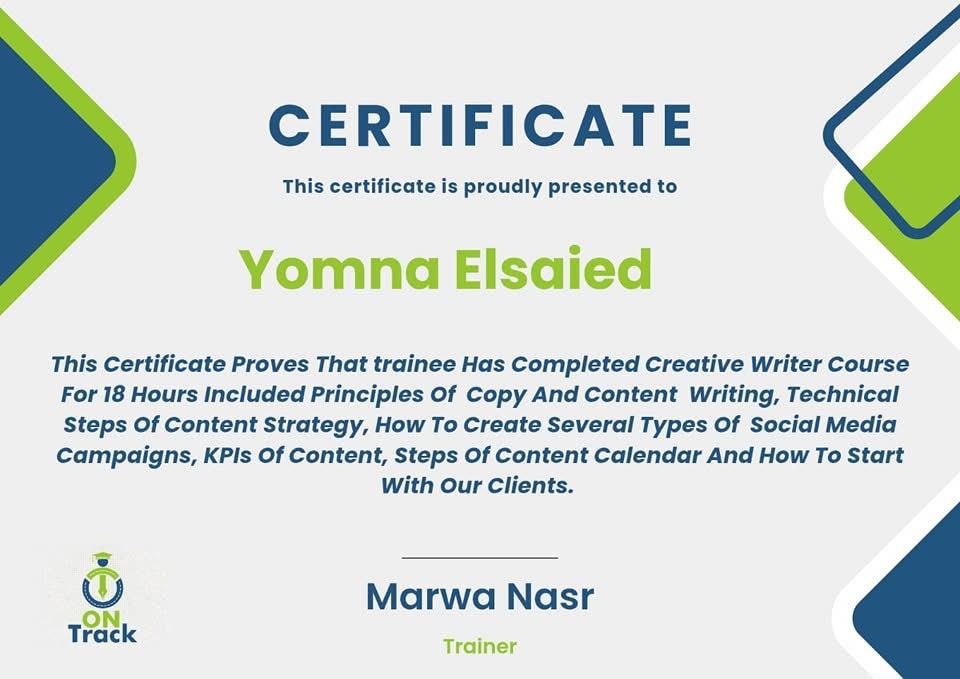 CERTIFICATE
This certificate is proudly presented to
Yomna Elsaied
This Certificate Proves That trainee Has Completed Creative Writer Course
For 18 Hours Included Principles Of Copy And Content Writing, Technical
Steps Of Content Strategy, How To Create Several Types Of Social Media
Campaigns, KPIs Of Content, Steps Of Content Calendar And How To Start
With Our Clients.
Marwa Nasr
Trainer
ON
Track